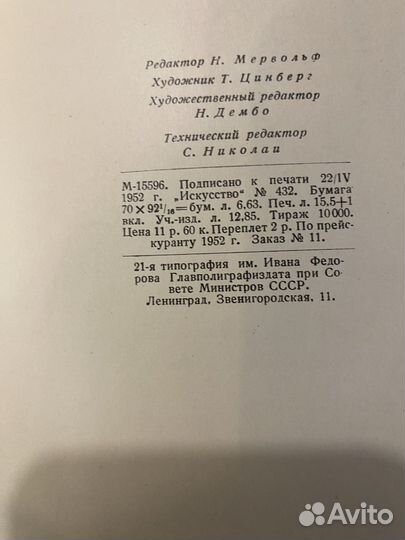 Редактор Н. Мервольф
Художник Т. Цинберг
Художественный редактор
Н. Дембо
Технический редактор
С. Николаи
М-15596. Подписано к печати 22/IV
1952 г. „Искусство" № 432. Бумага
70×92¹/₁₆= бум. л. 6,63. Печ. л. 15,5+1
вкл. Уч.-изд. л. 12,85. Тираж 10 000.
Цена 11 р. 60 к. Переплет 2 р. По прейс-
куранту 1952 г. Заказ № 11.
21-я типография им. Ивана Федо-
рова Главполиграфиздата при Со-
вете Министров СССР.
Ленинград, Звенигородская, 11.
Avito